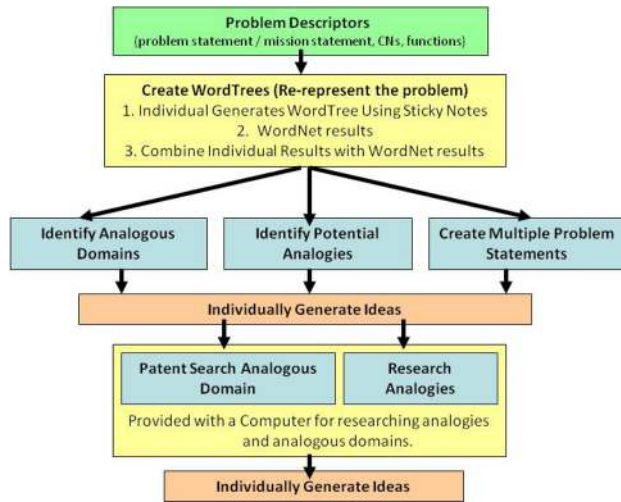 Problem Descriptors
(problem statement / mission statement, CNs, functions)
Create WordTrees (Re-represent the problem)
1. Individual Generates WordTree Using Sticky Notes
2. WordNet results
3. Combine Individual Results with WordNet results
Identify Analogous
Domains
Identify Potential
Analogies
Create Multiple Problem
Statements
Individually Generate Ideas
Patent Search Analogous
Domain
Research
Analogies
Provided with a Computer for researching analogies
and analogous domains.
Individually Generate Ideas